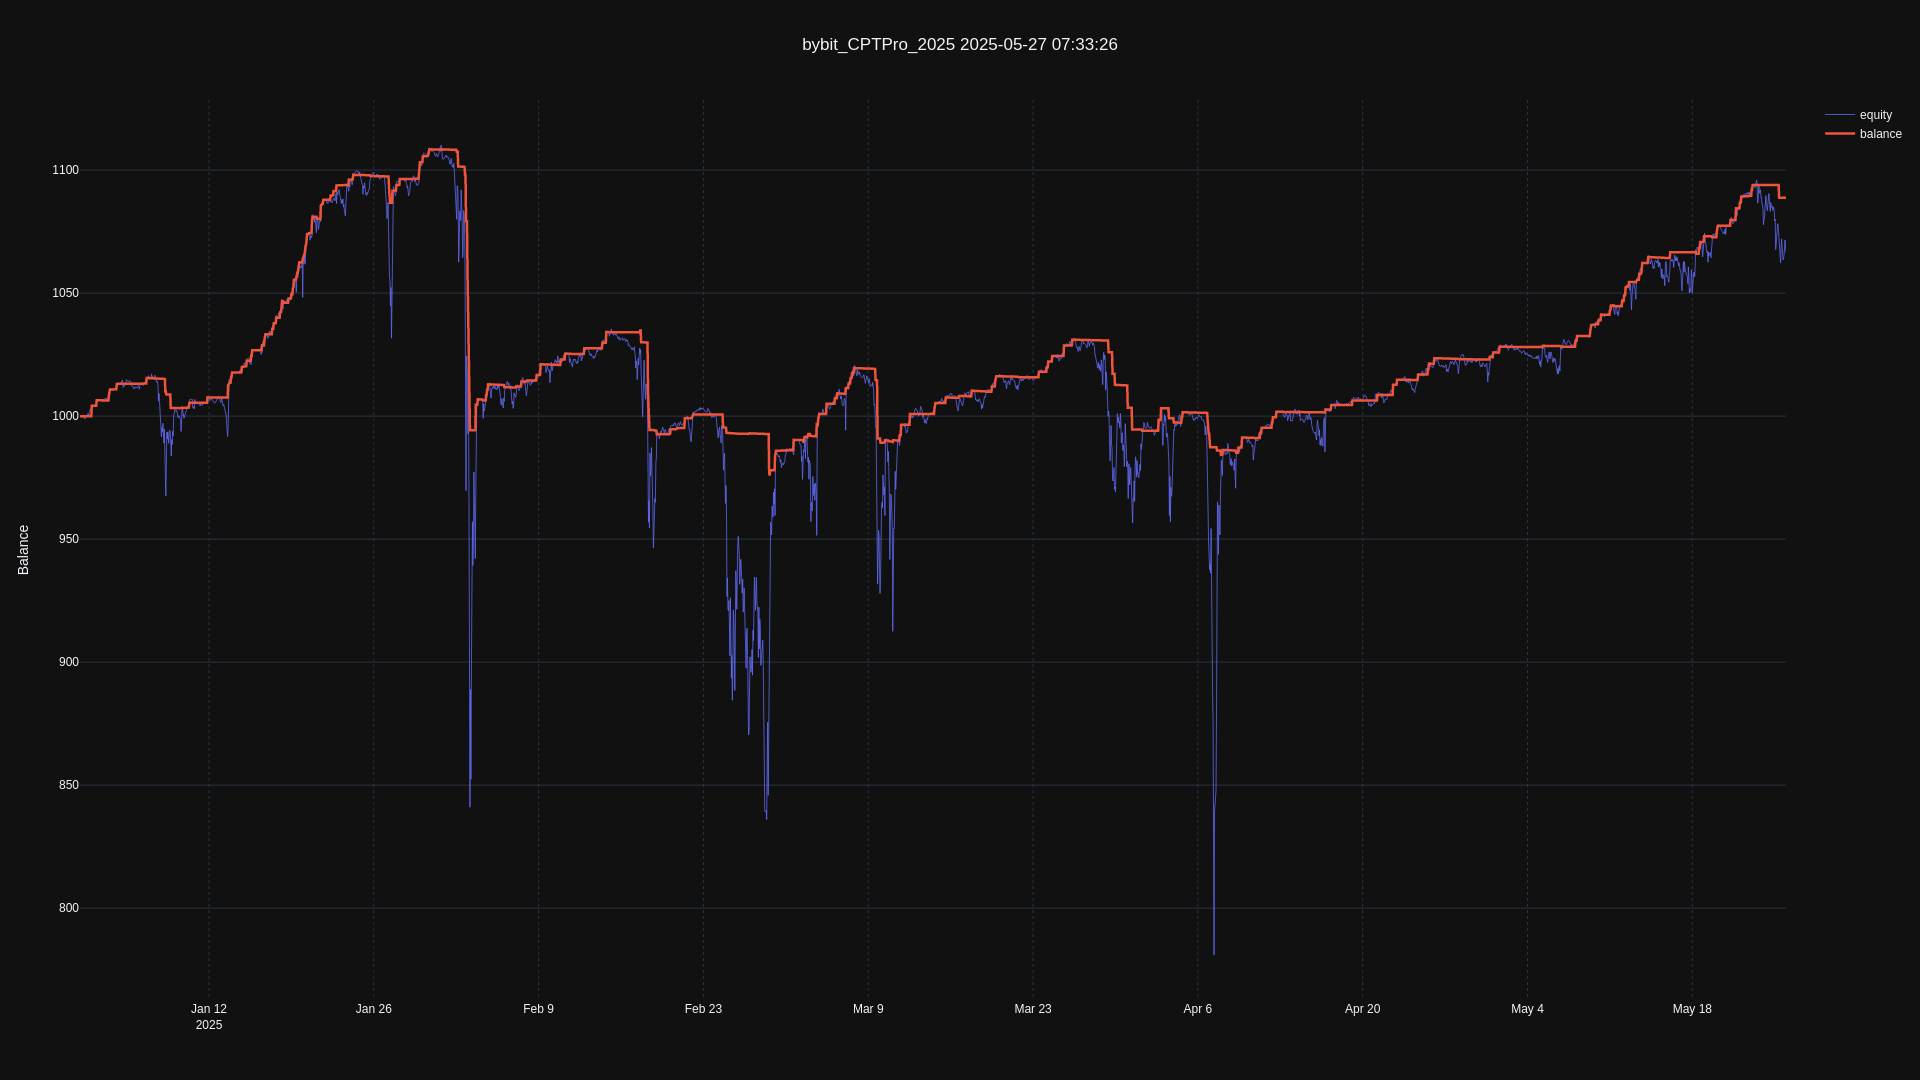 bybit_CPTPro_2025 2025-05-27 07:33:26
equity
balance
1100
1050
1000
950
900
850
800
Balance
Jan 12
2025
Jan 26
Feb 9
Feb 23
Mar 9
Mar 23
Apr 6
Apr 20
May 4
May 18